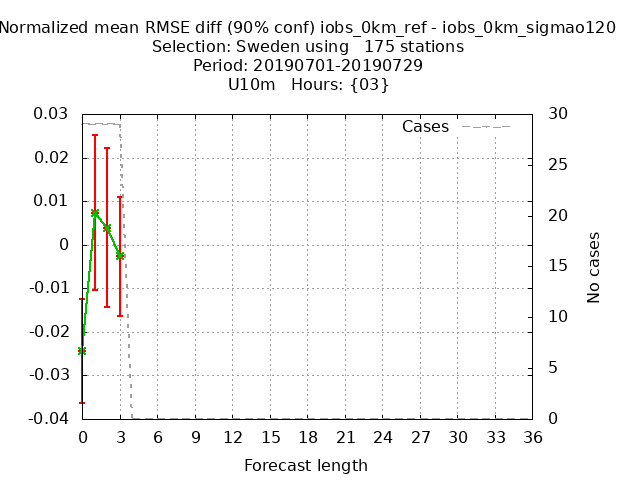 Normalized mean RMSE diff (90% conf) iobs_0km_ref - iobs_0km_sigmao120
Selection: Sweden using   175 stations
Period: 20190701-20190729
U10m   Hours: {03}
Cases
0.03
0.02
0.01
0
-0.01
-0.02
-0.03
-0.04
30
25
20
15
10
5
0
No cases
0 3 6 9 12 15 18 21 24 27 30 33 36
Forecast length